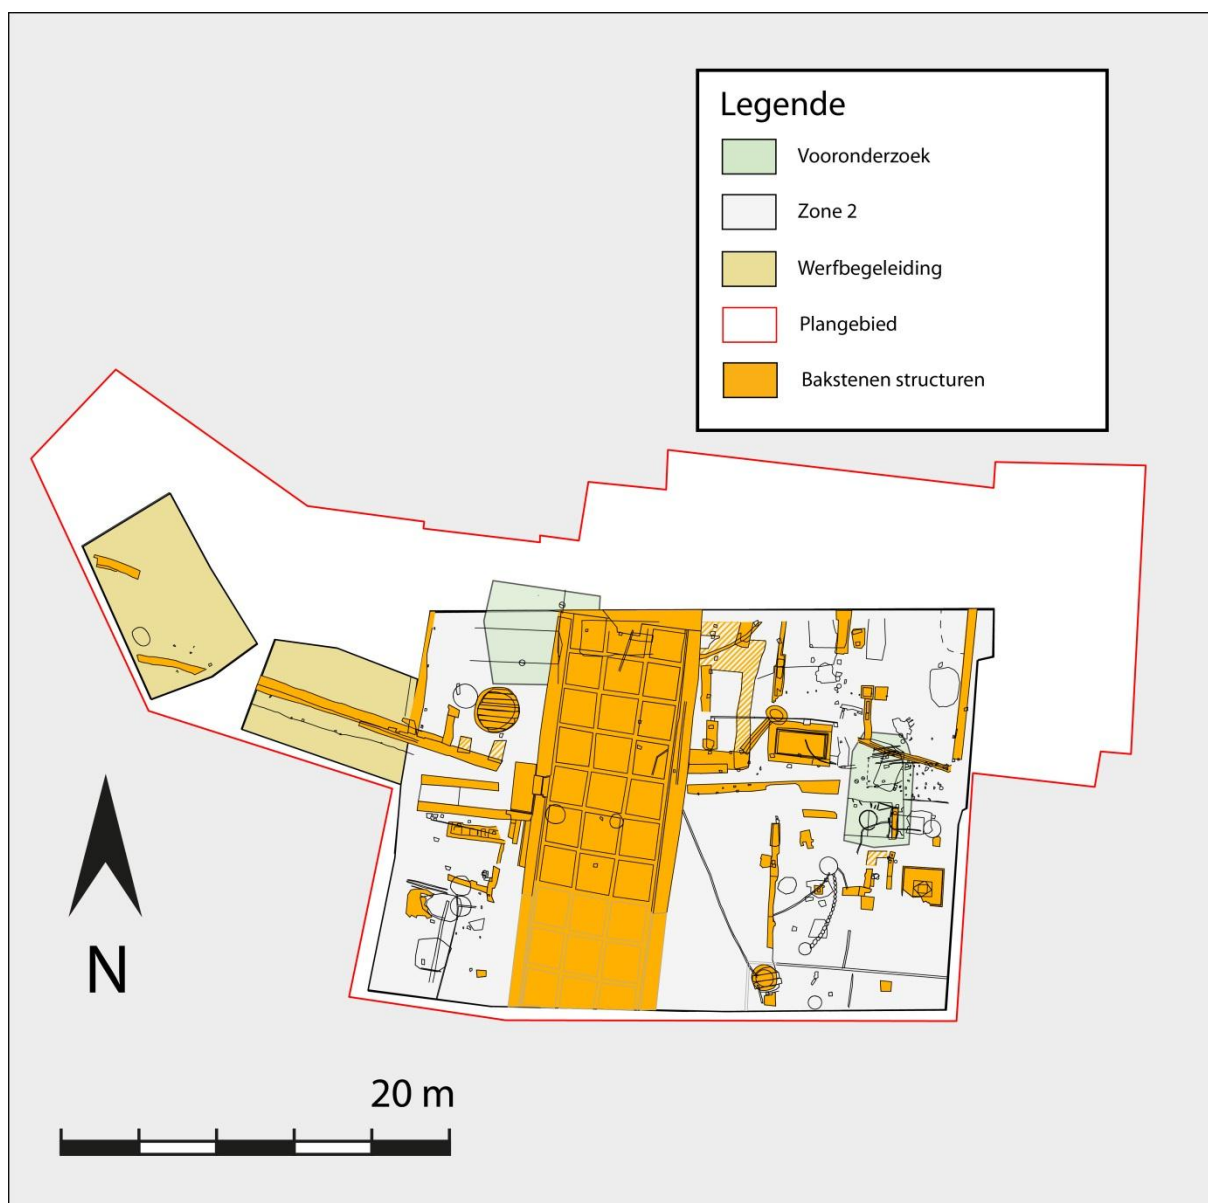 Legende
Vooronderzoek
Zone 2
Werfbegeleiding
Plangebied
Bakstenen structuren
N
20 m